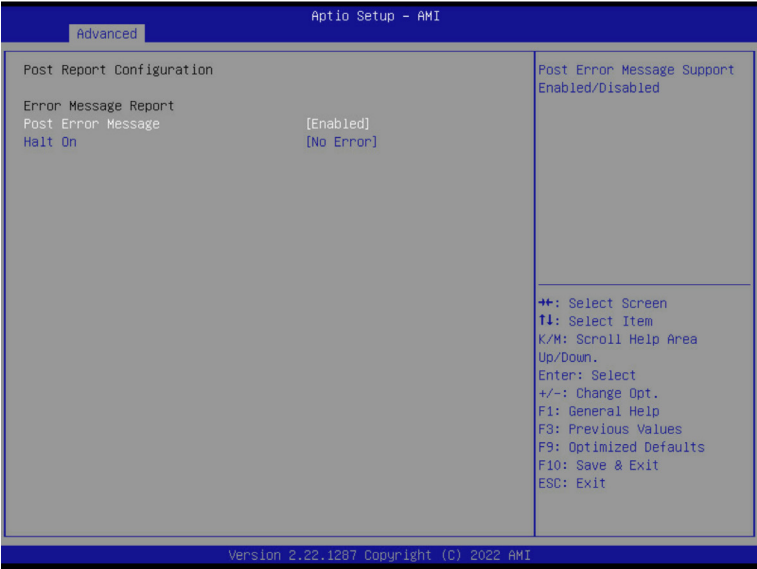 Aptio Setup – AMI
Advanced
Post Report Configuration
Error Message Report
Post Error Message [Enabled]
Halt On [No Error]
Post Error Message Support
Enabled/Disabled
→←: Select Screen
↑↓: Select Item
K/M: Scroll Help Area
Up/Down.
Enter: Select
+/-: Change Opt.
F1: General Help
F3: Previous Values
F9: Optimized Defaults
F10: Save & Exit
ESC: Exit
Version 2.22.1287 Copyright (C) 2022 AMI